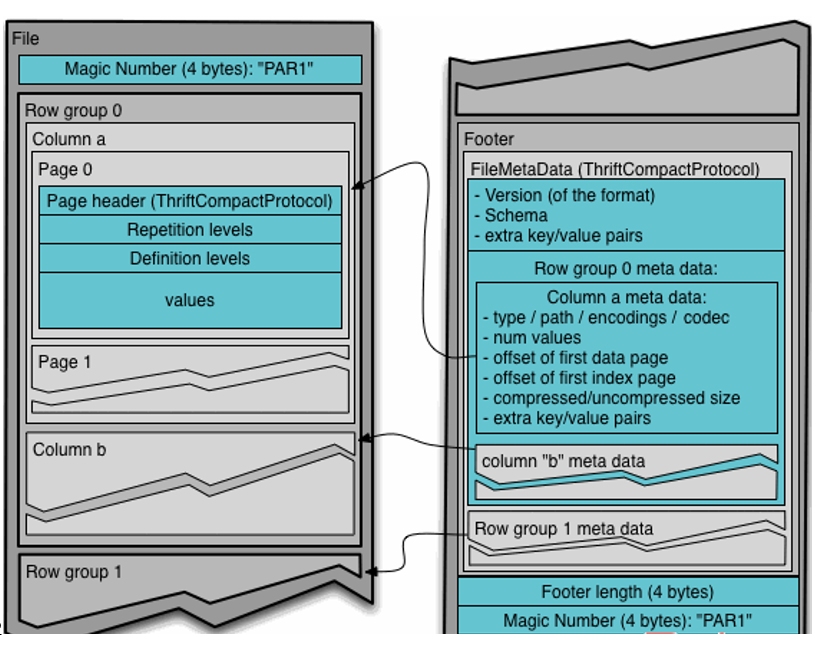 File
Magic Number (4 bytes): "PAR1"
Row group 0
Column a
Page 0
Page header (ThriftCompactProtocol)
Repetition levels
Definition levels
values
Page 1
Column b
Row group 1
Footer
FileMetaData (ThriftCompactProtocol)
- Version (of the format)
- Schema
- extra key/value pairs
Row group 0 meta data:
Column a meta data:
- type / path / encodings / codec
- num values
- offset of first data page
- offset of first index page
- compressed/uncompressed size
- extra key/value pairs
column "b" meta data
Row group 1 meta data
Footer length (4 bytes)
Magic Number (4 bytes): "PAR1"